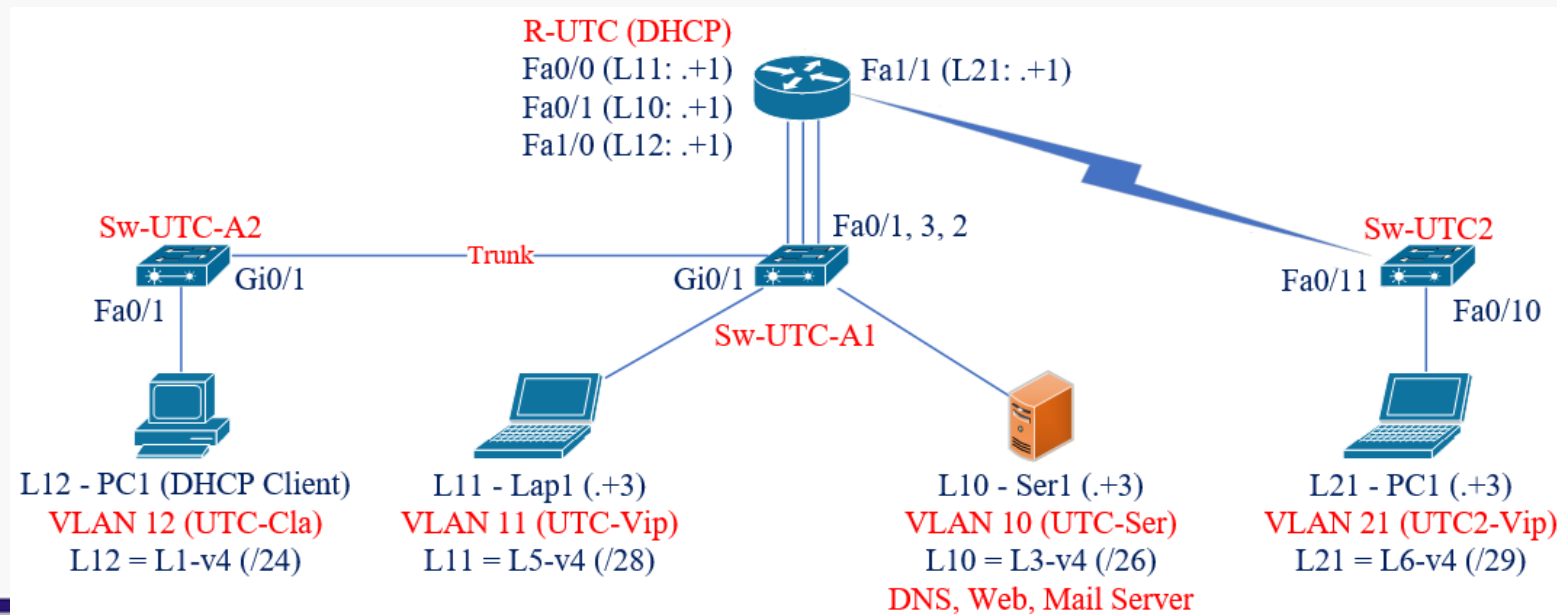 R-UTC (DHCP)
Fa0/0 (L11: .+1)
Fa0/1 (L10: .+1)
Fa1/0 (L12: .+1)
Fa1/1 (L21: .+1)
Sw-UTC-A2
Gi0/1
Fa0/1
Trunk
Fa0/1, 3, 2
Gi0/1
Sw-UTC-A1
Sw-UTC2
Fa0/11
Fa0/10
L12 - PC1 (DHCP Client)
VLAN 12 (UTC-Cla)
L12 = L1-v4 (/24)
L11 - Lap1 (.+3)
VLAN 11 (UTC-Vip)
L11 = L5-v4 (/28)
L10 - Ser1 (.+3)
VLAN 10 (UTC-Ser)
L10 = L3-v4 (/26)
DNS, Web, Mail Server
L21 - PC1 (.+3)
VLAN 21 (UTC2-Vip)
L21 = L6-v4 (/29)